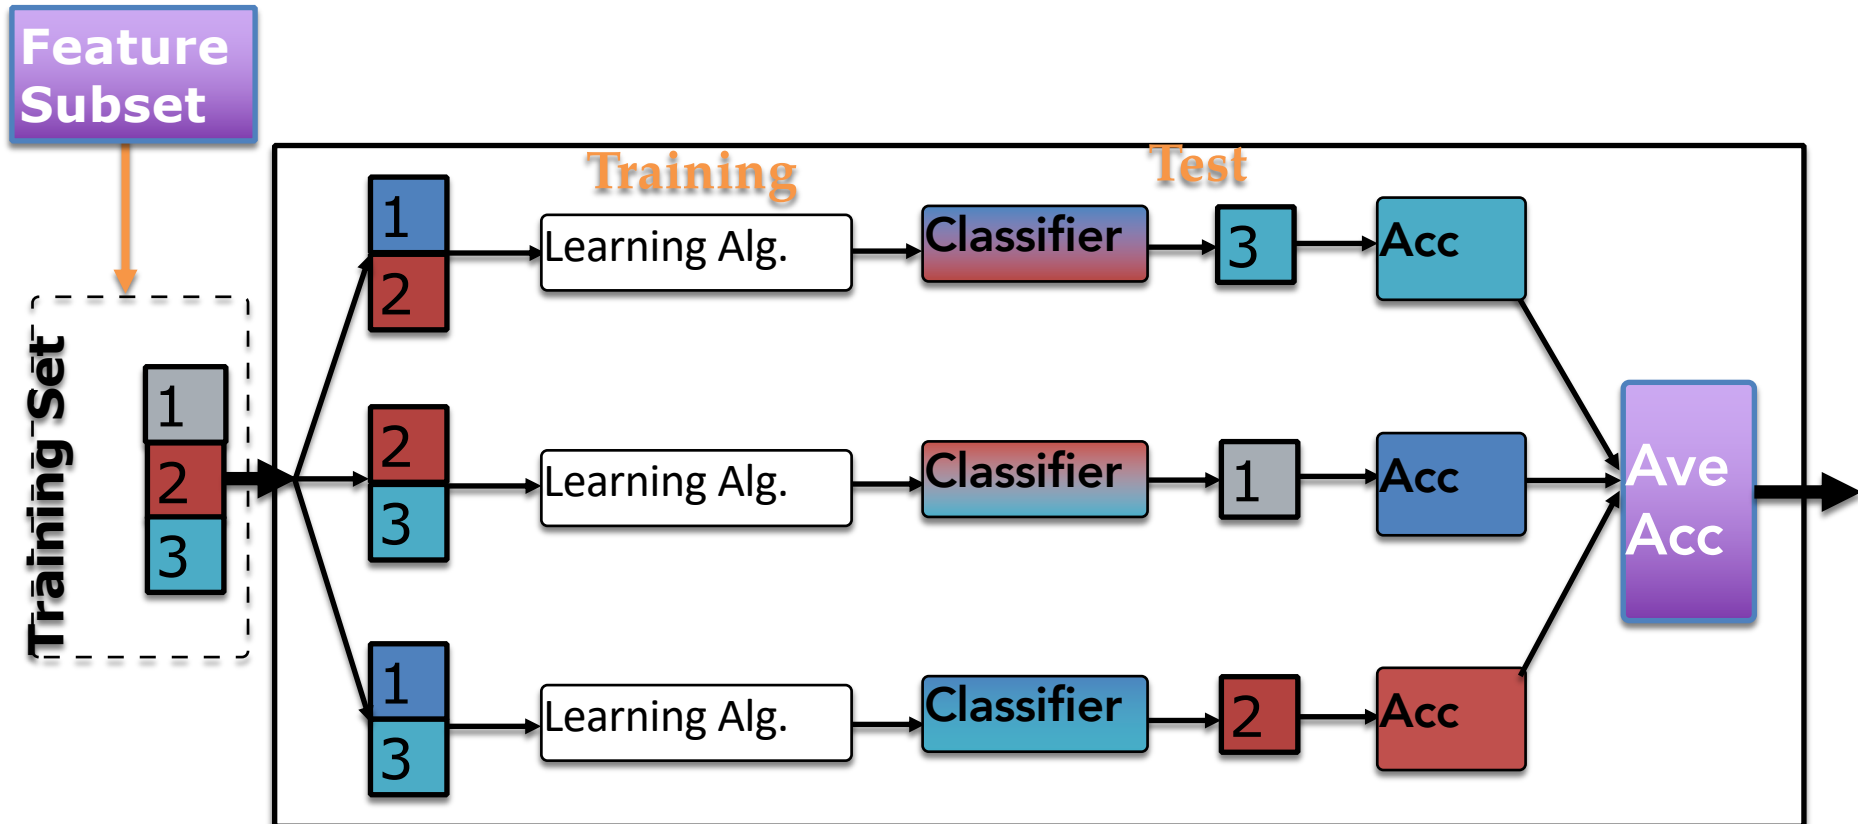 Feature
Subset
Training Set
1
2
3
Training
Test
1
2
Learning Alg.
Classifier
3
Acc
2
3
Learning Alg.
Classifier
1
Acc
1
3
Learning Alg.
Classifier
2
Acc
Ave
Acc